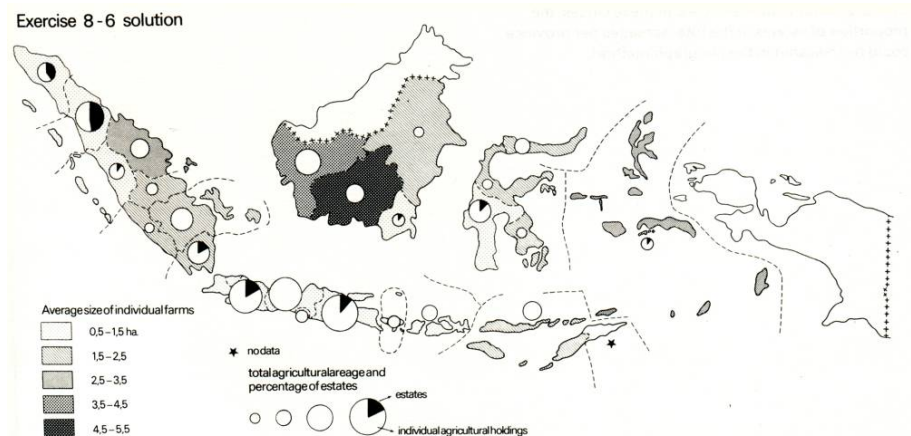 Exercise 8-6 solution
Average size of individual farms
0,5-1,5 ha.
1,5-2,5
2,5-3,5
3,5-4,5
4,5-5,5
no data
total agricultural areage and
percentage of estates
estates
individual agricultural holdings